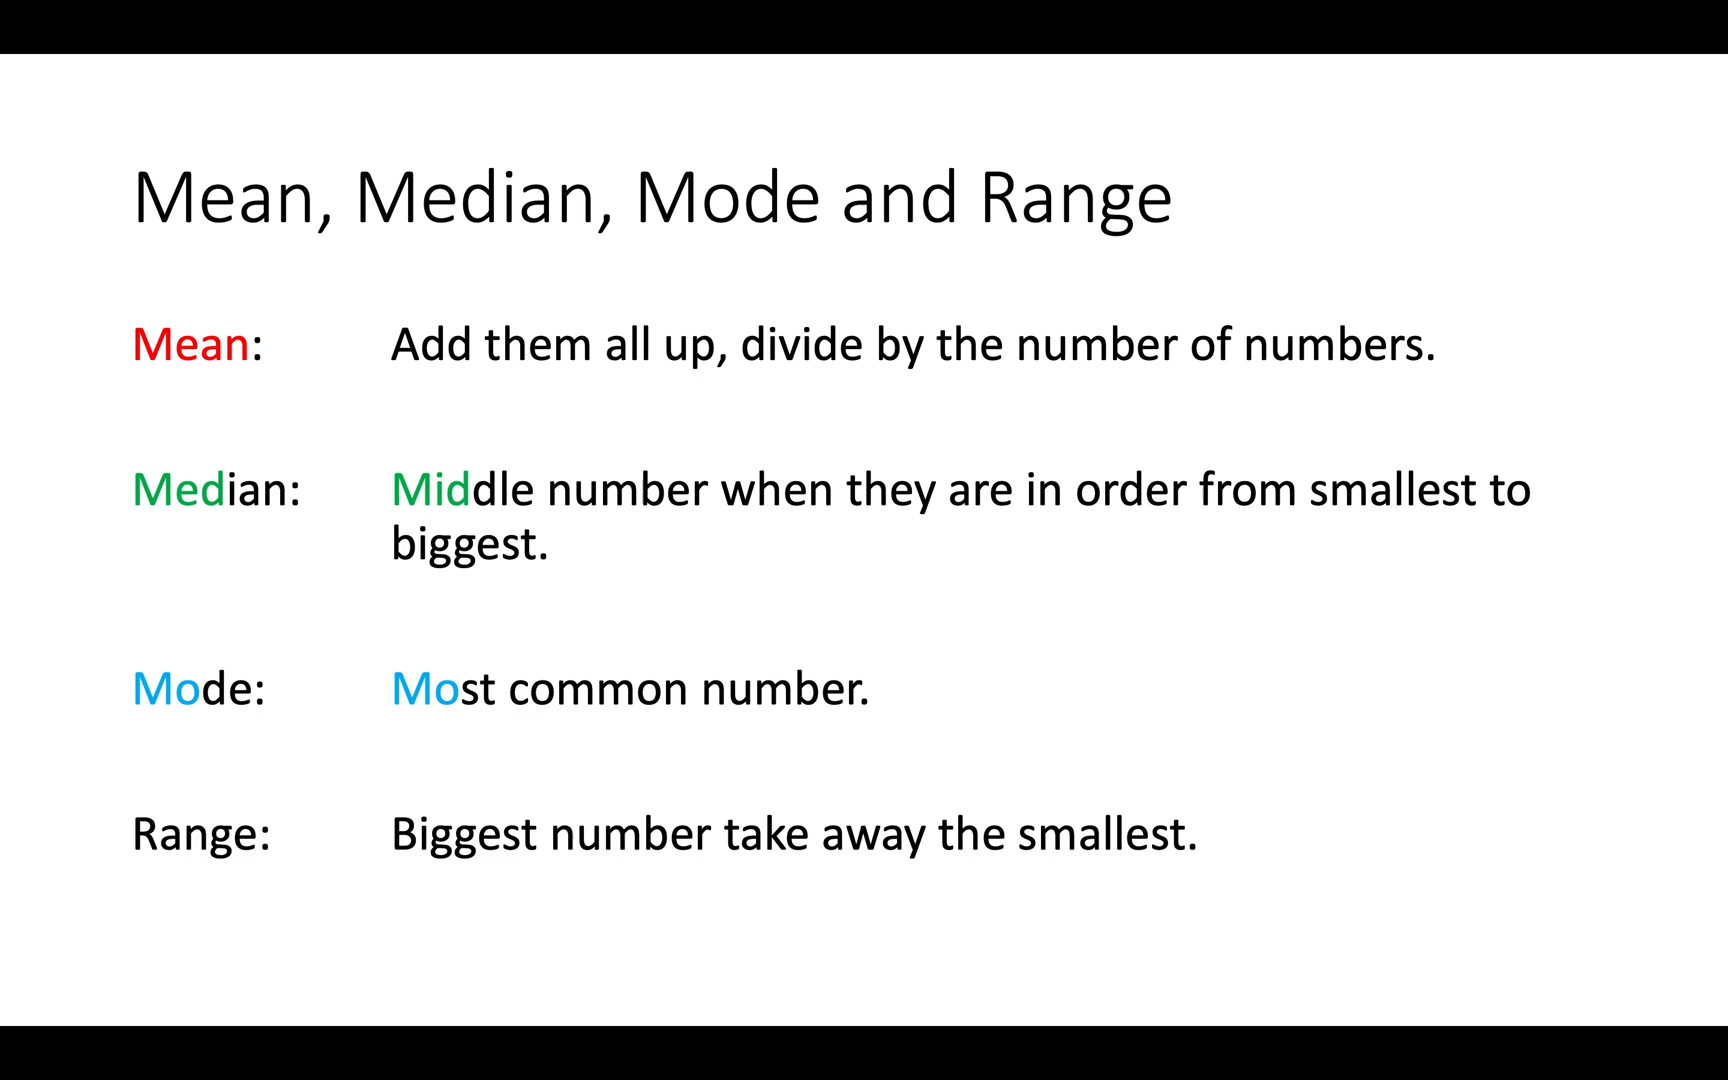 Mean, Median, Mode and Range
Mean: Add them all up, divide by the number of numbers.
Median: Middle number when they are in order from smallest to
biggest.
Mode: Most common number.
Range: Biggest number take away the smallest.